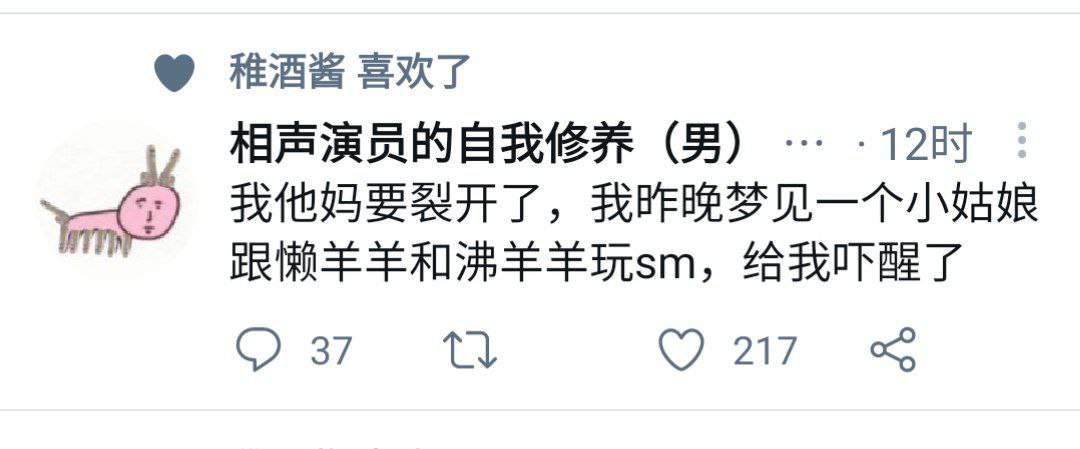 稚酒酱 喜欢了
相声演员的自我修养（男） … · 12时
我他妈要裂开了，我昨晚梦见一个小姑娘
跟懒羊羊和沸羊羊玩sm，给我吓醒了
37 217